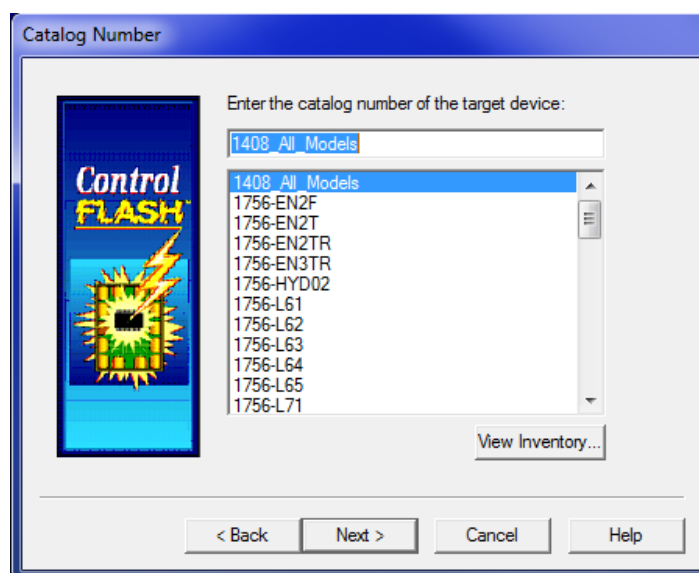 Catalog Number
Control
FLASH
Enter the catalog number of the target device:
1408_All_Models
1408_All_Models
1756-EN2F
1756-EN2T
1756-EN2TR
1756-EN3TR
1756-HYD02
1756-L61
1756-L62
1756-L63
1756-L64
1756-L65
1756-L71
View Inventory...
< Back
Next >
Cancel
Help